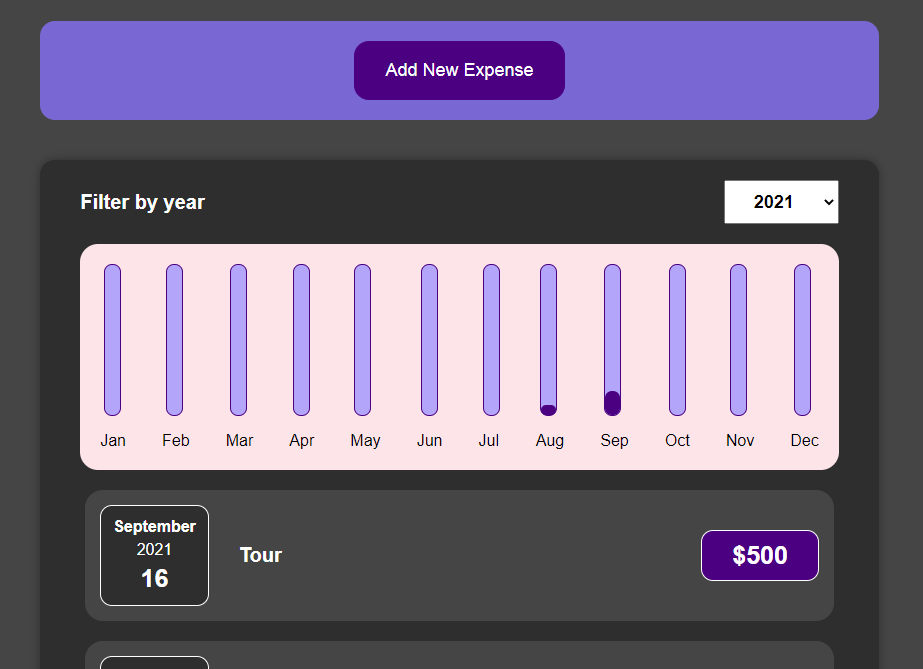 Add New Expense
Filter by year
2021
Jan Feb Mar Apr May Jun Jul Aug Sep Oct Nov Dec
September
2021
16
Tour
$500